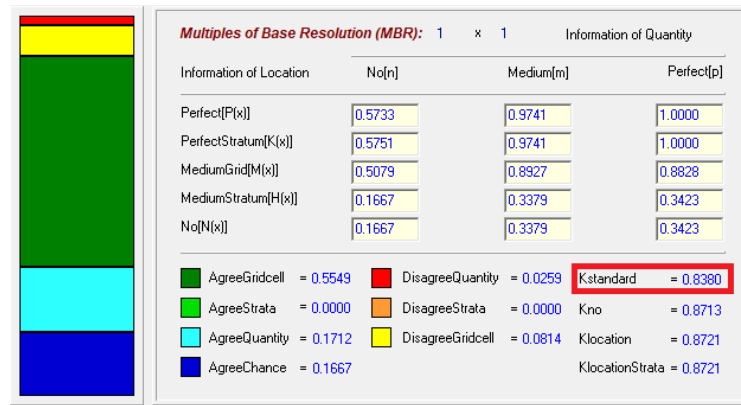 Multiples of Base Resolution (MBR): 1 x 1 Information of Quantity
Information of Location No[n] Medium[m] Perfect[p]
Perfect[P(x)] 0.5733 0.9741 1.0000
PerfectStratum[K(x)] 0.5751 0.9741 1.0000
MediumGrid[M(x)] 0.5079 0.8927 0.8828
MediumStratum[H(x)] 0.1667 0.3379 0.3423
No[N(x)] 0.1667 0.3379 0.3423
AgreeGridcell = 0.5549 DisagreeQuantity = 0.0259 Kstandard = 0.8380
AgreeStrata = 0.0000 DisagreeStrata = 0.0000 Kno = 0.8713
AgreeQuantity = 0.1712 DisagreeGridcell = 0.0814 Klocation = 0.8721
AgreeChance = 0.1667 KlocationStrata = 0.8721